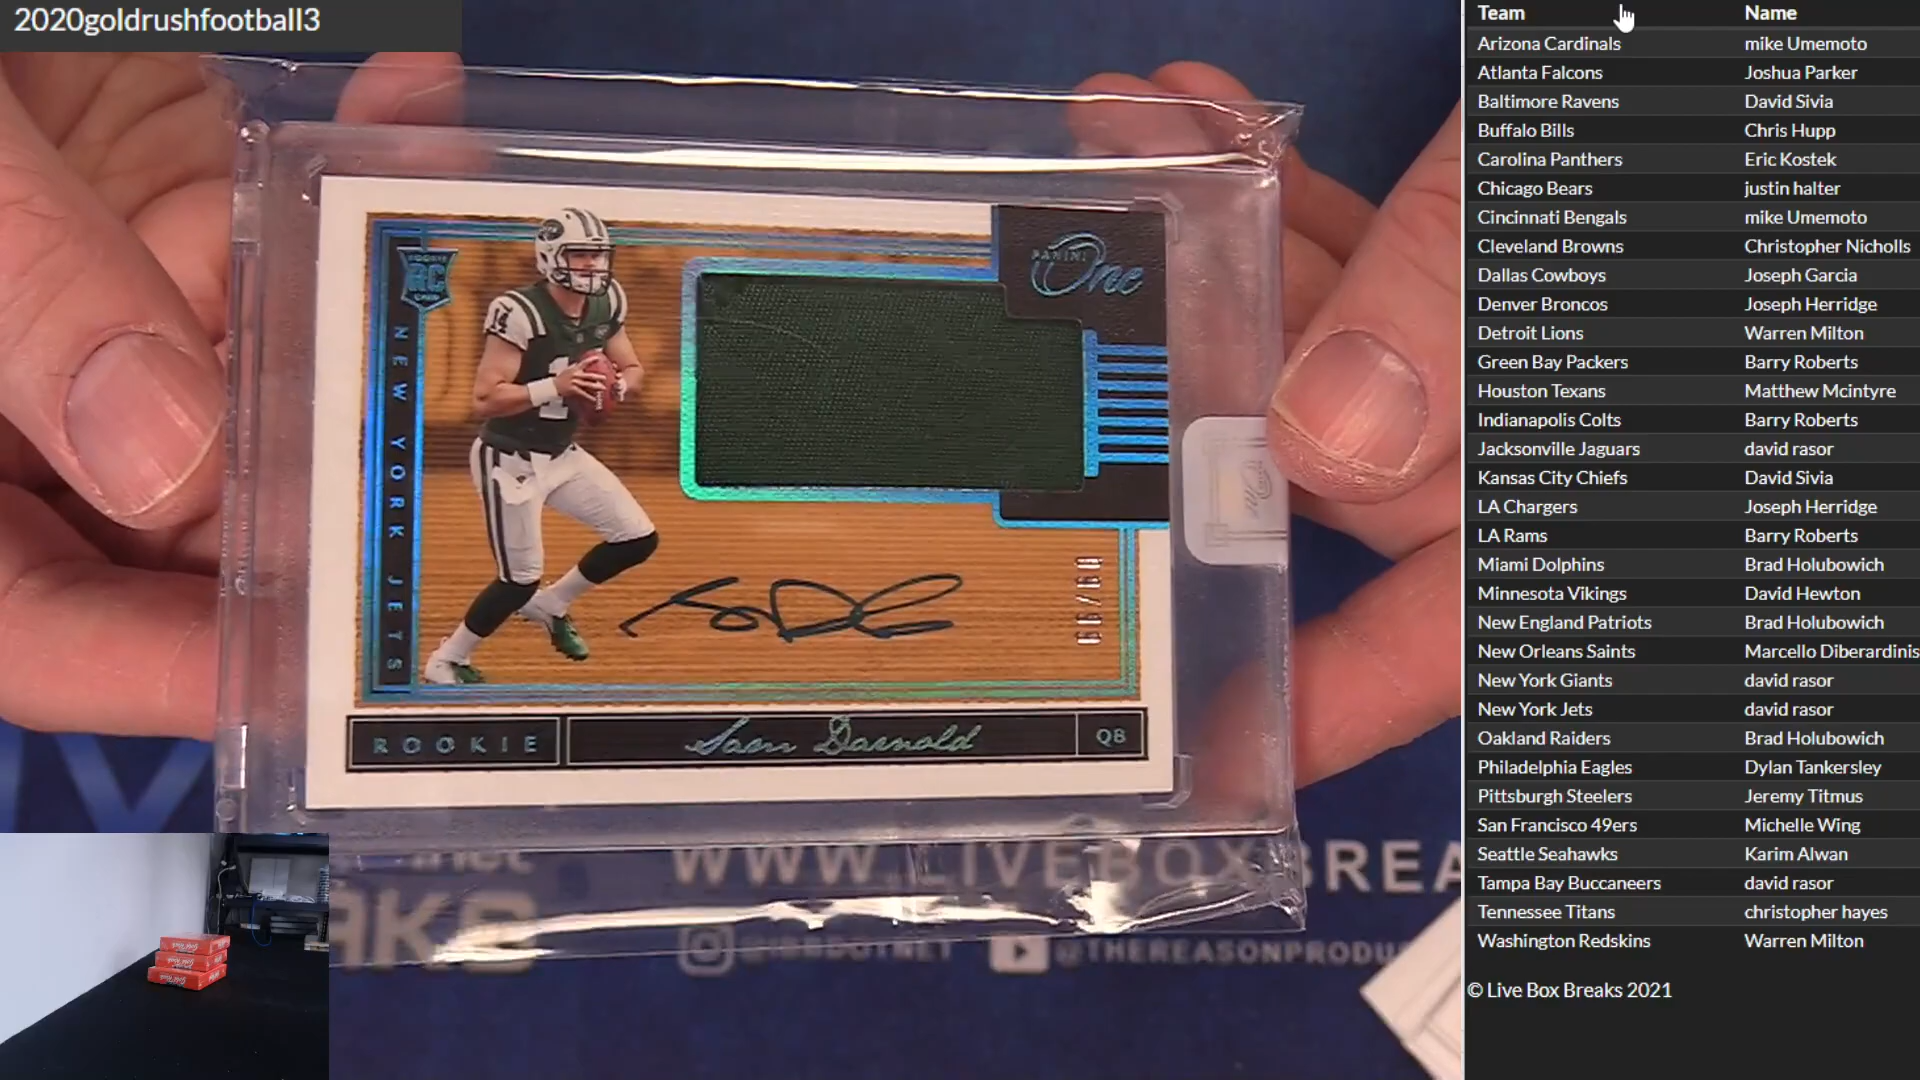 2020goldrushfootball3
ROOKIE
RC
NEW YORK JETS
14
PANINI
One
ROOKIE
Sam Darnold
QB
WWW.LIVEBOXBREA
@THEREASONPRODU
Team Name
Arizona Cardinals mike Umemoto
Atlanta Falcons Joshua Parker
Baltimore Ravens David Sivia
Buffalo Bills Chris Hupp
Carolina Panthers Eric Kostek
Chicago Bears justin halter
Cincinnati Bengals mike Umemoto
Cleveland Browns Christopher Nicholls
Dallas Cowboys Joseph Garcia
Denver Broncos Joseph Herridge
Detroit Lions Warren Milton
Green Bay Packers Barry Roberts
Houston Texans Matthew Mcintyre
Indianapolis Colts Barry Roberts
Jacksonville Jaguars david rasor
Kansas City Chiefs David Sivia
LA Chargers Joseph Herridge
LA Rams Barry Roberts
Miami Dolphins Brad Holubowich
Minnesota Vikings David Hewton
New England Patriots Brad Holubowich
New Orleans Saints Marcello Diberardinis
New York Giants david rasor
New York Jets david rasor
Oakland Raiders Brad Holubowich
Philadelphia Eagles Dylan Tankersley
Pittsburgh Steelers Jeremy Titmus
San Francisco 49ers Michelle Wing
Seattle Seahawks Karim Alwan
Tampa Bay Buccaneers david rasor
Tennessee Titans christopher hayes
Washington Redskins Warren Milton
© Live Box Breaks 2021